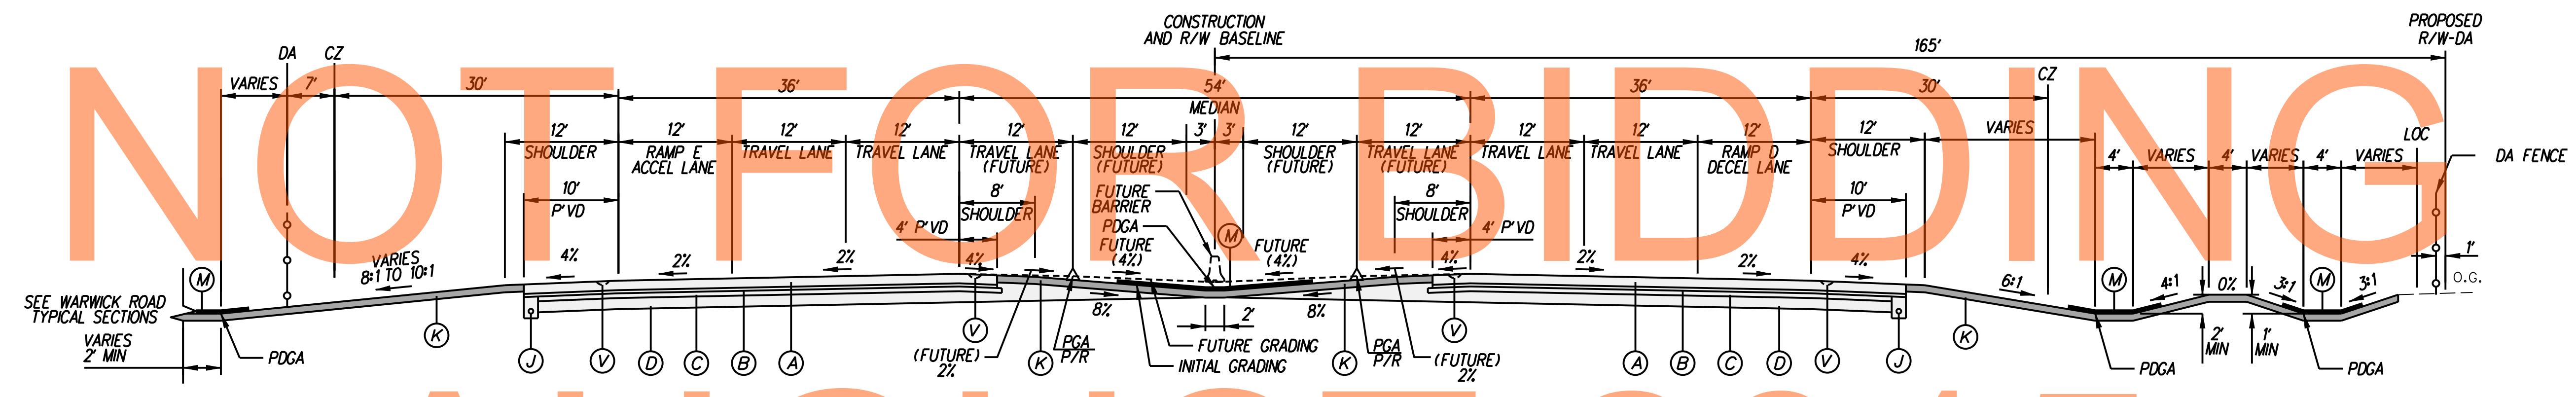 CONSTRUCTION
AND R/W BASELINE
PROPOSED
R/W-DA
165'
DA
CZ
CZ
VARIES
7'
30'
36'
54'
MEDIAN
36'
30'
12'
SHOULDER
12'
RAMP E
ACCEL LANE
12'
TRAVEL LANE
12'
TRAVEL LANE
12'
TRAVEL LANE
(FUTURE)
12'
SHOULDER
(FUTURE)
3'
3'
12'
SHOULDER
(FUTURE)
12'
TRAVEL LANE
(FUTURE)
12'
TRAVEL LANE
12'
TRAVEL LANE
12'
RAMP D
DECEL LANE
12'
SHOULDER
VARIES
LOC
4'
VARIES
4'
VARIES
4'
VARIES
DA FENCE
10'
P'VD
8'
SHOULDER
4' P'VD
FUTURE
BARRIER
PDGA
M
8'
SHOULDER
4' P'VD
10'
P'VD
1'
O.G.
VARIES
8:1 TO 10:1
4%
2%
2%
4%
FUTURE
(4%)
FUTURE
(4%)
4%
2%
2%
4%
6:1
M
4:1
0%
3:1
M
3:1
M
SEE WARWICK ROAD
TYPICAL SECTIONS
VARIES
2' MIN
PDGA
K
J
V
D
C
B
A
V
(FUTURE)
2%
K
PGA
P/R
8%
8%
2'
FUTURE GRADING
INITIAL GRADING
K
PGA
P/R
(FUTURE)
2%
V
A
B
C
D
V
J
K
PDGA
2'
MIN
1'
MIN
PDGA
NOT FOR BIDDING